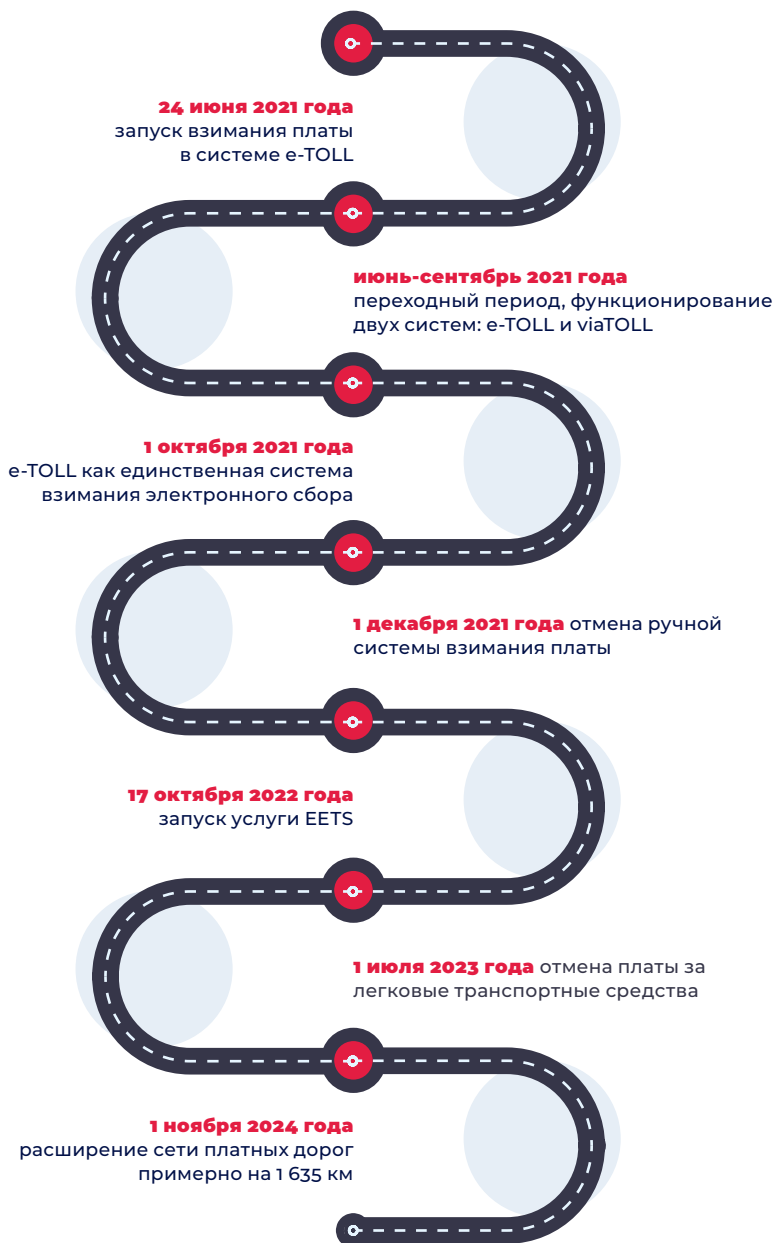 24 июня 2021 года
запуск взимания платы
в системе e-TOLL
июнь-сентябрь 2021 года
переходный период, функционирование
двух систем: e-TOLL и viaTOLL
1 октября 2021 года
e-TOLL как единственная система
взимания электронного сбора
1 декабря 2021 года отмена ручной
системы взимания платы
17 октября 2022 года
запуск услуги EETS
1 июля 2023 года отмена платы за
легковые транспортные средства
1 ноября 2024 года
расширение сети платных дорог
примерно на 1 635 км